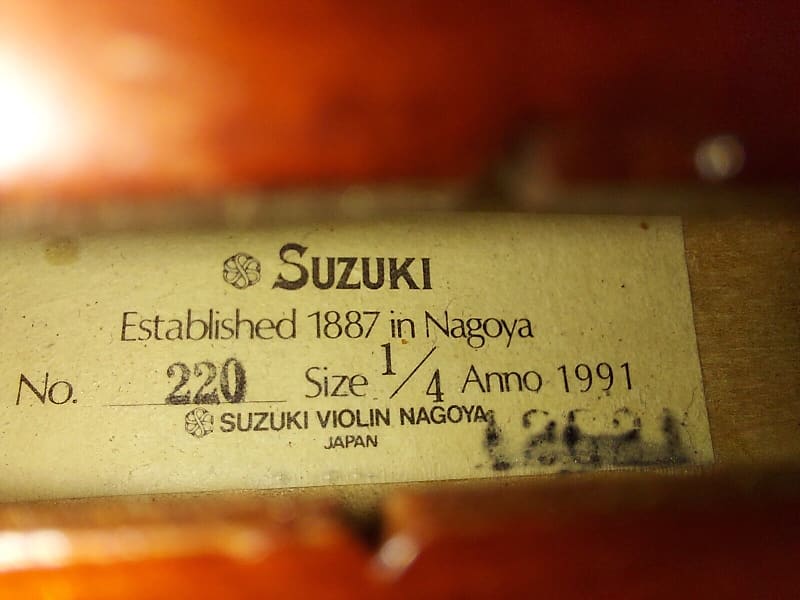 SUZUKI
Established 1887 in Nagoya
No. 220 Size 1/4 Anno 1991
SUZUKI VIOLIN NAGOYA
JAPAN